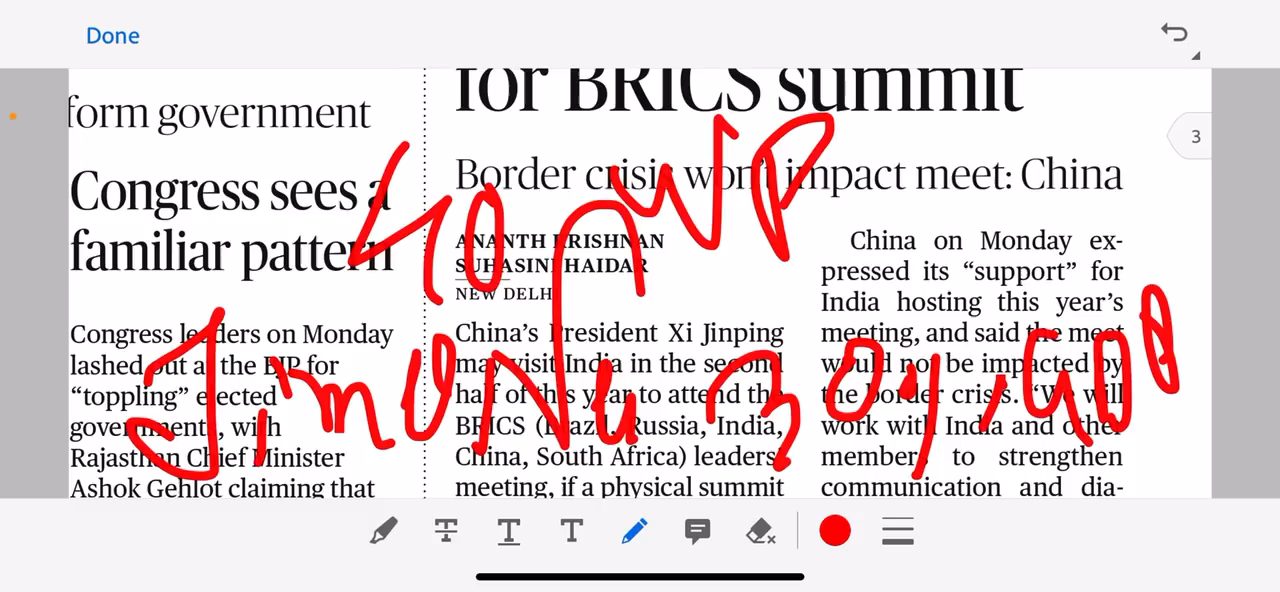 Done
for BRICS summit
form government
3
Congress sees a
familiar pattern
Border crisis won't impact meet: China
ANANTH KRISHNAN
SUHASINI HAIDAR
NEW DELHI
Congress leaders on Monday
lashed out at the BJP for
"toppling" elected
governments, with
Rajasthan Chief Minister
Ashok Gehlot claiming that
China's President Xi Jinping
may visit India in the second
half of this year to attend the
BRICS (Brazil, Russia, India,
China, South Africa) leaders'
meeting, if a physical summit
China on Monday ex-
pressed its "support" for
India hosting this year's
meeting, and said the meet
would not be impacted by
the border crisis. "We will
work with India and other
members to strengthen
communication and dia-
40
UP
T